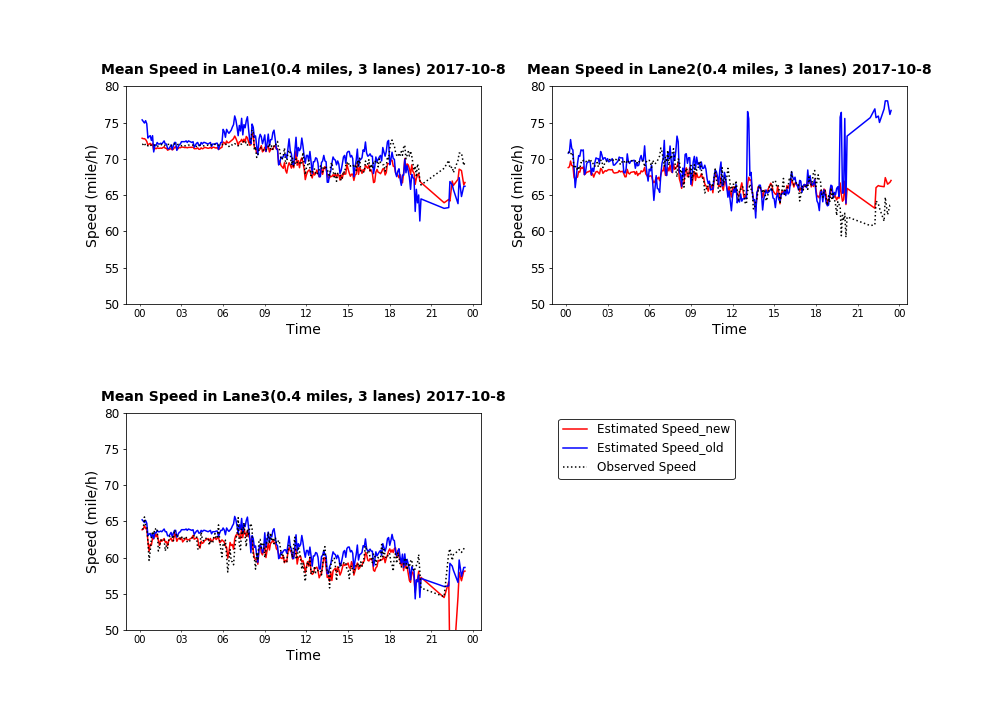 Mean Speed in Lane1(0.4 miles, 3 lanes) 2017-10-8
80
75
70
65
60
55
50
Speed (mile/h)
00 03 06 09 12 15 18 21 00
Time
Mean Speed in Lane2(0.4 miles, 3 lanes) 2017-10-8
80
75
70
65
60
55
50
Speed (mile/h)
00 03 06 09 12 15 18 21 00
Time
Mean Speed in Lane3(0.4 miles, 3 lanes) 2017-10-8
80
75
70
65
60
55
50
Speed (mile/h)
00 03 06 09 12 15 18 21 00
Time
Estimated Speed_new
Estimated Speed_old
Observed Speed